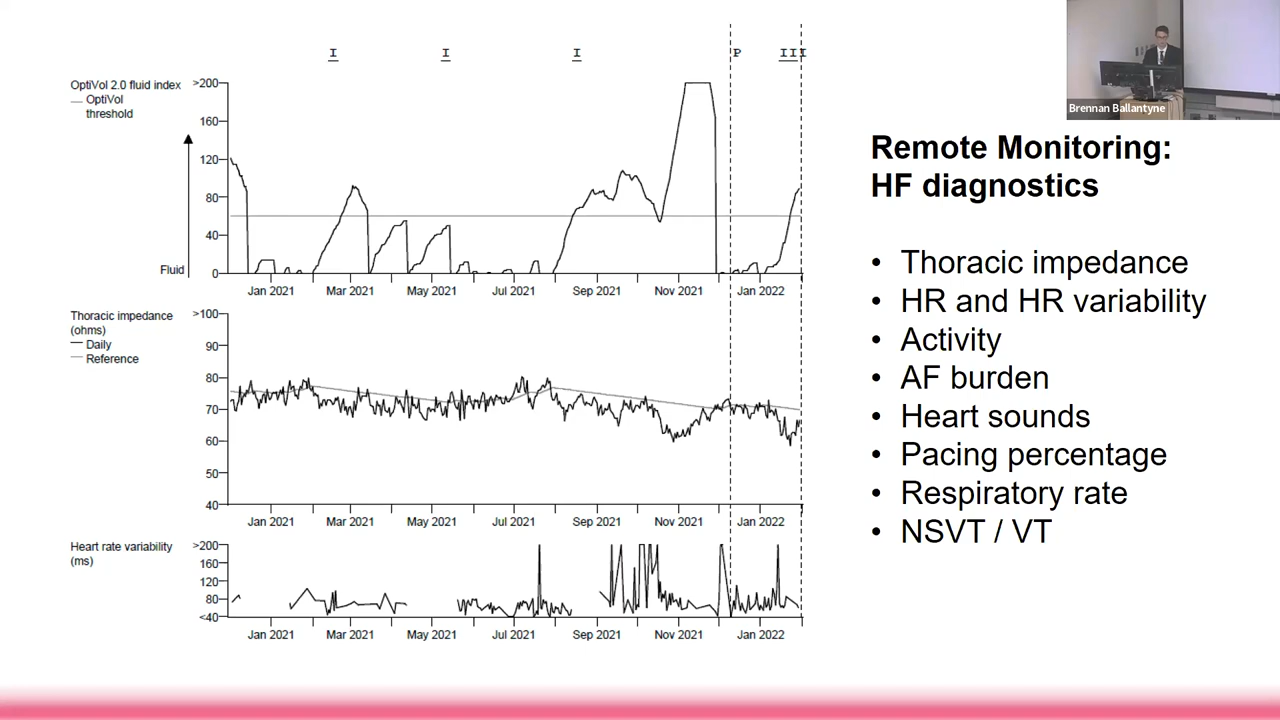 I I I P III
OptiVol 2.0 fluid index
OptiVol
threshold
>200
160
120
80
40
0
Fluid
Jan 2021 Mar 2021 May 2021 Jul 2021 Sep 2021 Nov 2021 Jan 2022
Thoracic impedance
(ohms)
Daily
Reference
>100
90
80
70
60
50
40
Jan 2021 Mar 2021 May 2021 Jul 2021 Sep 2021 Nov 2021 Jan 2022
Heart rate variability
(ms)
>200
160
120
80
<40
Jan 2021 Mar 2021 May 2021 Jul 2021 Sep 2021 Nov 2021 Jan 2022
Brennan Ballantyne
Remote Monitoring:
HF diagnostics
• Thoracic impedance
• HR and HR variability
• Activity
• AF burden
• Heart sounds
• Pacing percentage
• Respiratory rate
• NSVT / VT